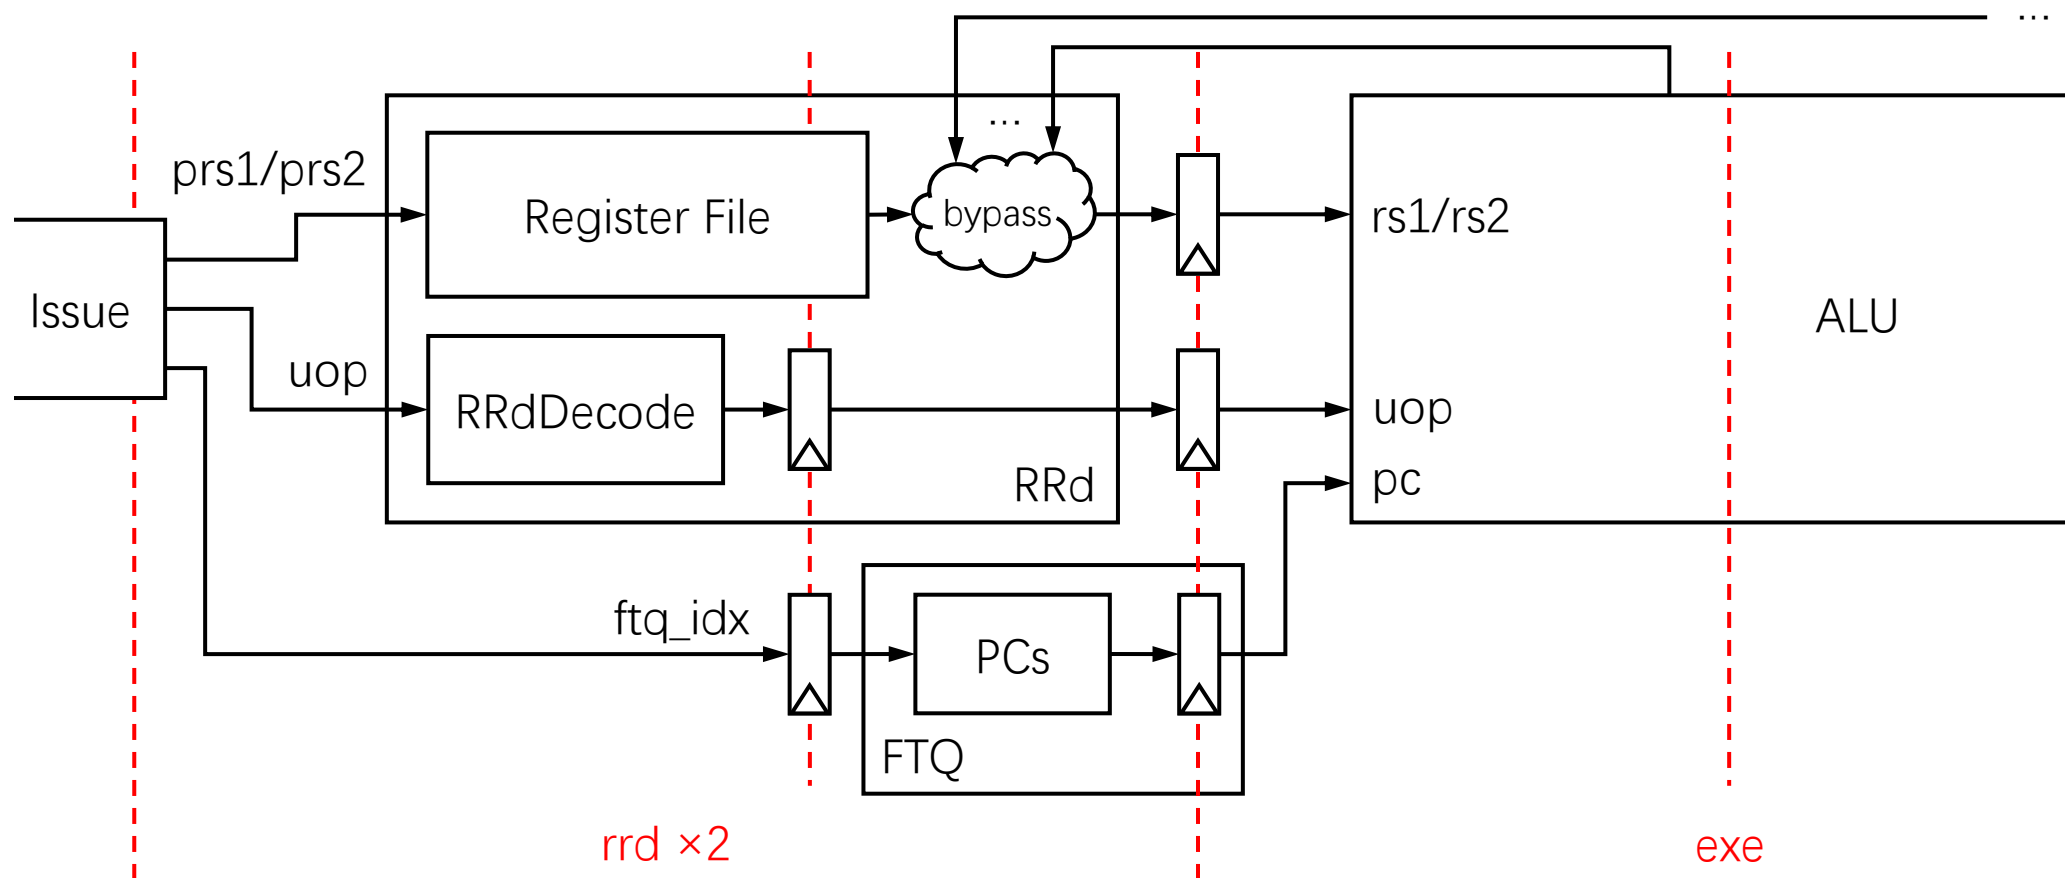 ...
...
prs1/prs2
Register File
bypass
rs1/rs2
Issue
ALU
uop
RRdDecode
uop
RRd
pc
ftq_idx
PCs
FTQ
rrd ×2
exe